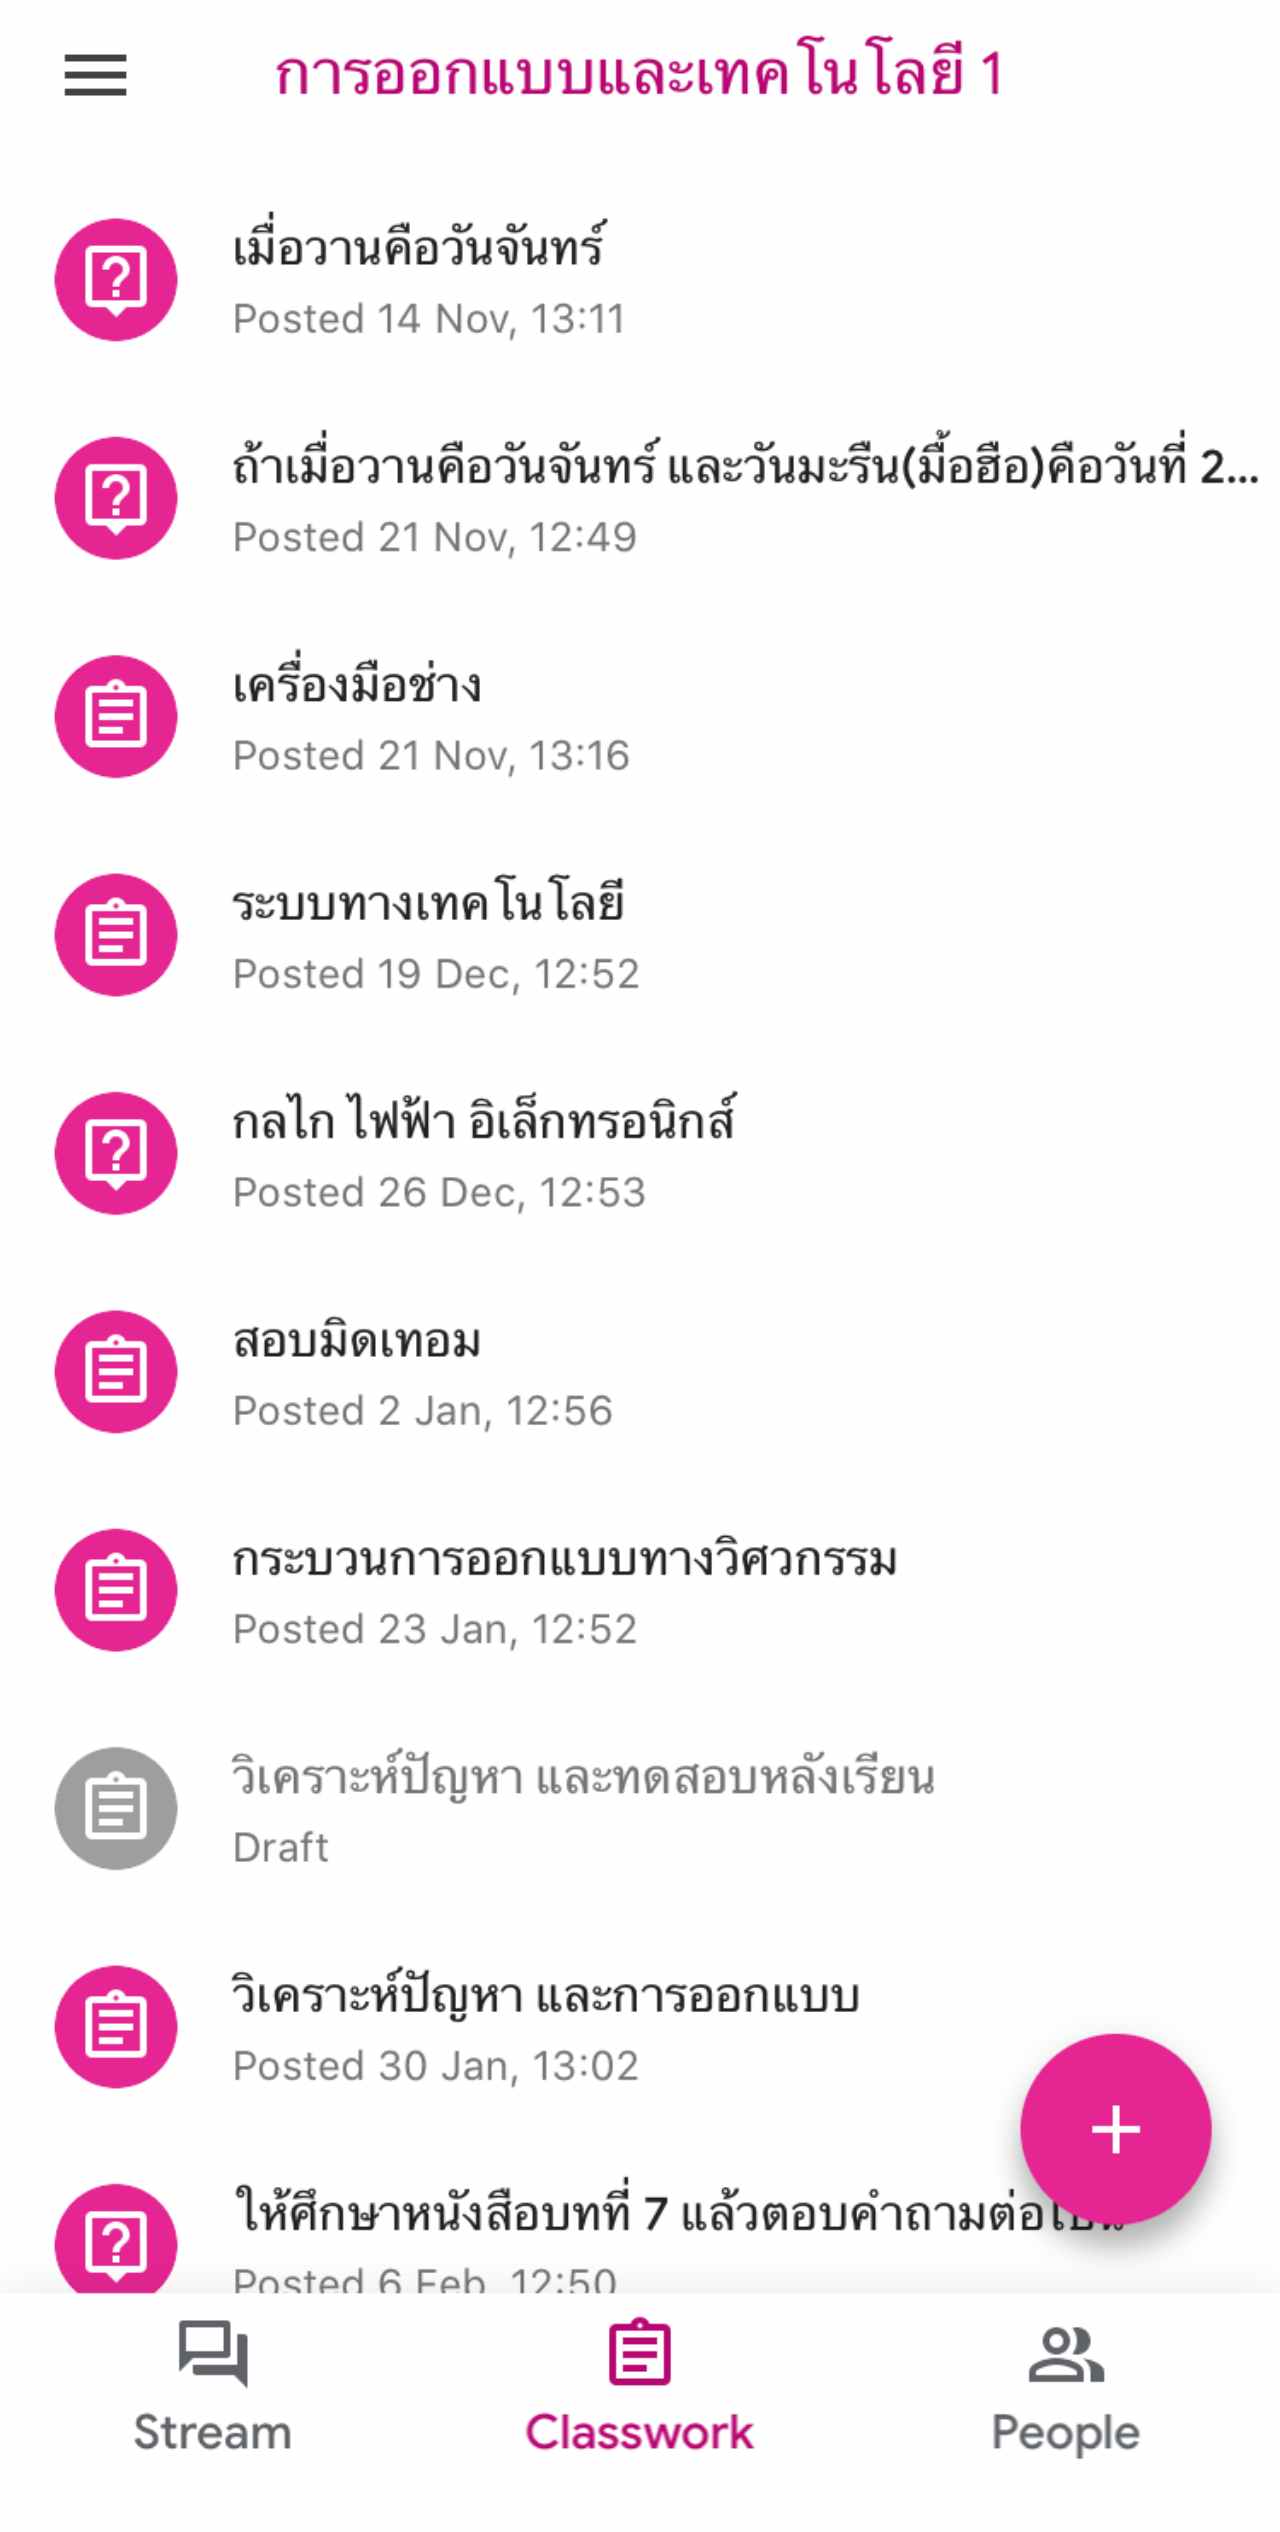 การออกแบบและเทคโนโลยี 1
เมื่อวานคือวันจันทร์
Posted 14 Nov, 13:11
ถ้าเมื่อวานคือวันจันทร์ และวันมะรืน(มื้อฮือ)คือวันที่ 2...
Posted 21 Nov, 12:49
เครื่องมือช่าง
Posted 21 Nov, 13:16
ระบบทางเทคโนโลยี
Posted 19 Dec, 12:52
กลไก ไฟฟ้า อิเล็กทรอนิกส์
Posted 26 Dec, 12:53
สอบมิดเทอม
Posted 2 Jan, 12:56
กระบวนการออกแบบทางวิศวกรรม
Posted 23 Jan, 12:52
วิเคราะห์ปัญหา และทดสอบหลังเรียน
Draft
วิเคราะห์ปัญหา และการออกแบบ
Posted 30 Jan, 13:02
ให้ศึกษาหนังสือบทที่ 7 แล้วตอบคำถามต่อ
Posted 6 Feb, 12:50
Stream
Classwork
People